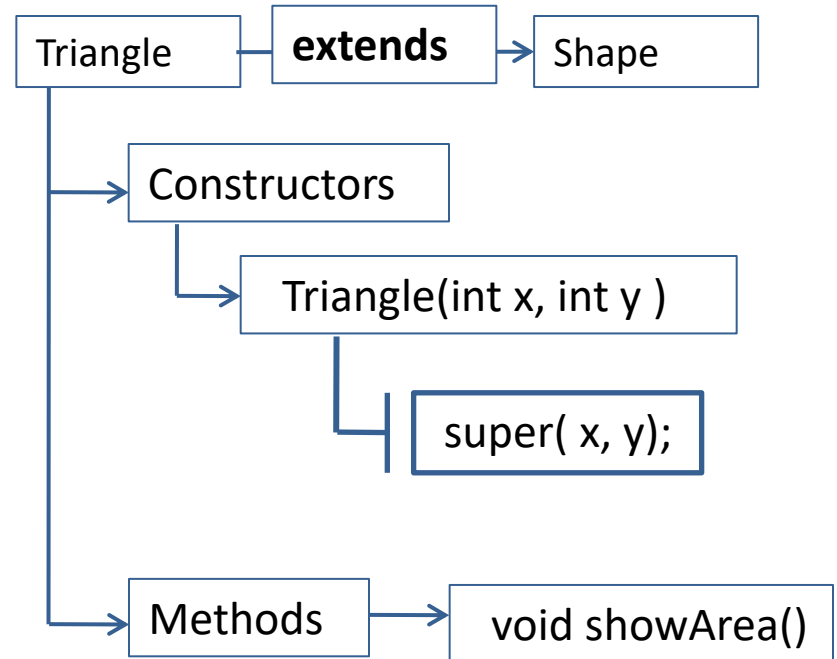 Triangle extends Shape
Constructors
Triangle(int x, int y )
super( x, y);
Methods void showArea()